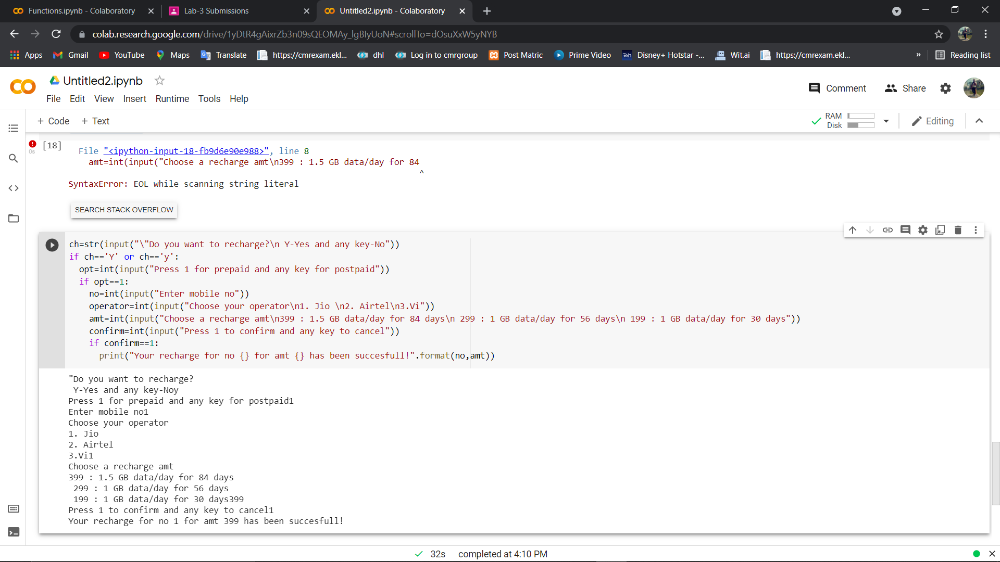 Functions.ipynb - Colaboratory
Lab-3 Submissions
Untitled2.ipynb - Colaboratory
colab.research.google.com/drive/1yDtR4gAixrZb3n09sQEOMAy_lgBlyUoN#scrollTo=dOsuXxW5yNYB
Apps Gmail YouTube Maps Translate https://cmrexam.ekl... dhl Log in to cmrgroup Post Matric Prime Video Disney+ Hotstar -... Wit.ai https://cmrexam.ekl... » Reading list
Untitled2.ipynb
Comment Share
File Edit View Insert Runtime Tools Help
+ Code + Text
RAM
Disk
Editing
[18]
0s
File "<ipython-input-18-fb9d6e90e988>", line 8
amt=int(input("Choose a recharge amt\n399 : 1.5 GB data/day for 84
^
SyntaxError: EOL while scanning string literal
SEARCH STACK OVERFLOW
ch=str(input("\"Do you want to recharge?\n Y-Yes and any key-No"))
if ch=='Y' or ch=='y':
opt=int(input("Press 1 for prepaid and any key for postpaid"))
if opt==1:
no=int(input("Enter mobile no"))
operator=int(input("Choose your operator\n1. Jio \n2. Airtel\n3.Vi"))
amt=int(input("Choose a recharge amt\n399 : 1.5 GB data/day for 84 days\n 299 : 1 GB data/day for 56 days\n 199 : 1 GB data/day for 30 days"))
confirm=int(input("Press 1 to confirm and any key to cancel"))
if confirm==1:
print("Your recharge for no {} for amt {} has been succesfull!".format(no,amt))
"Do you want to recharge?
Y-Yes and any key-Noy
Press 1 for prepaid and any key for postpaid1
Enter mobile no1
Choose your operator
1. Jio
2. Airtel
3.Vi1
Choose a recharge amt
399 : 1.5 GB data/day for 84 days
299 : 1 GB data/day for 56 days
199 : 1 GB data/day for 30 days399
Press 1 to confirm and any key to cancel1
Your recharge for no 1 for amt 399 has been succesfull!
32s completed at 4:10 PM